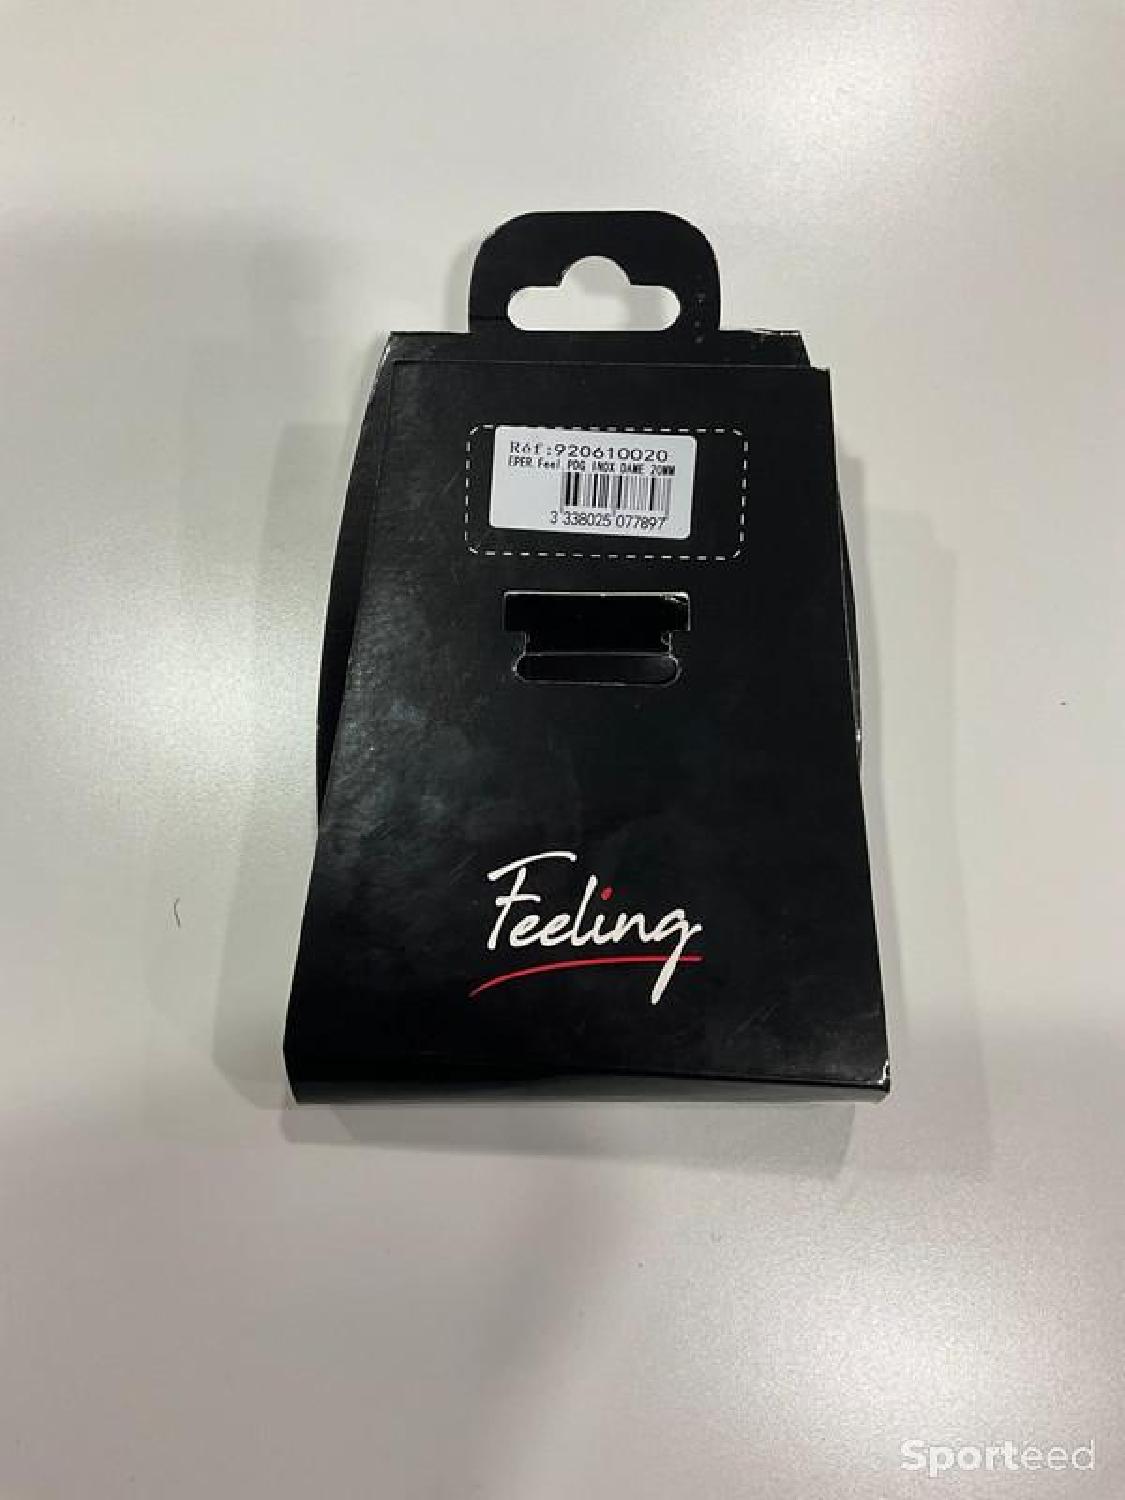 Réf:920610020
EPER Feel PDG INOX DAME 20MM
3 338025 077897
Feeling
Sporteed